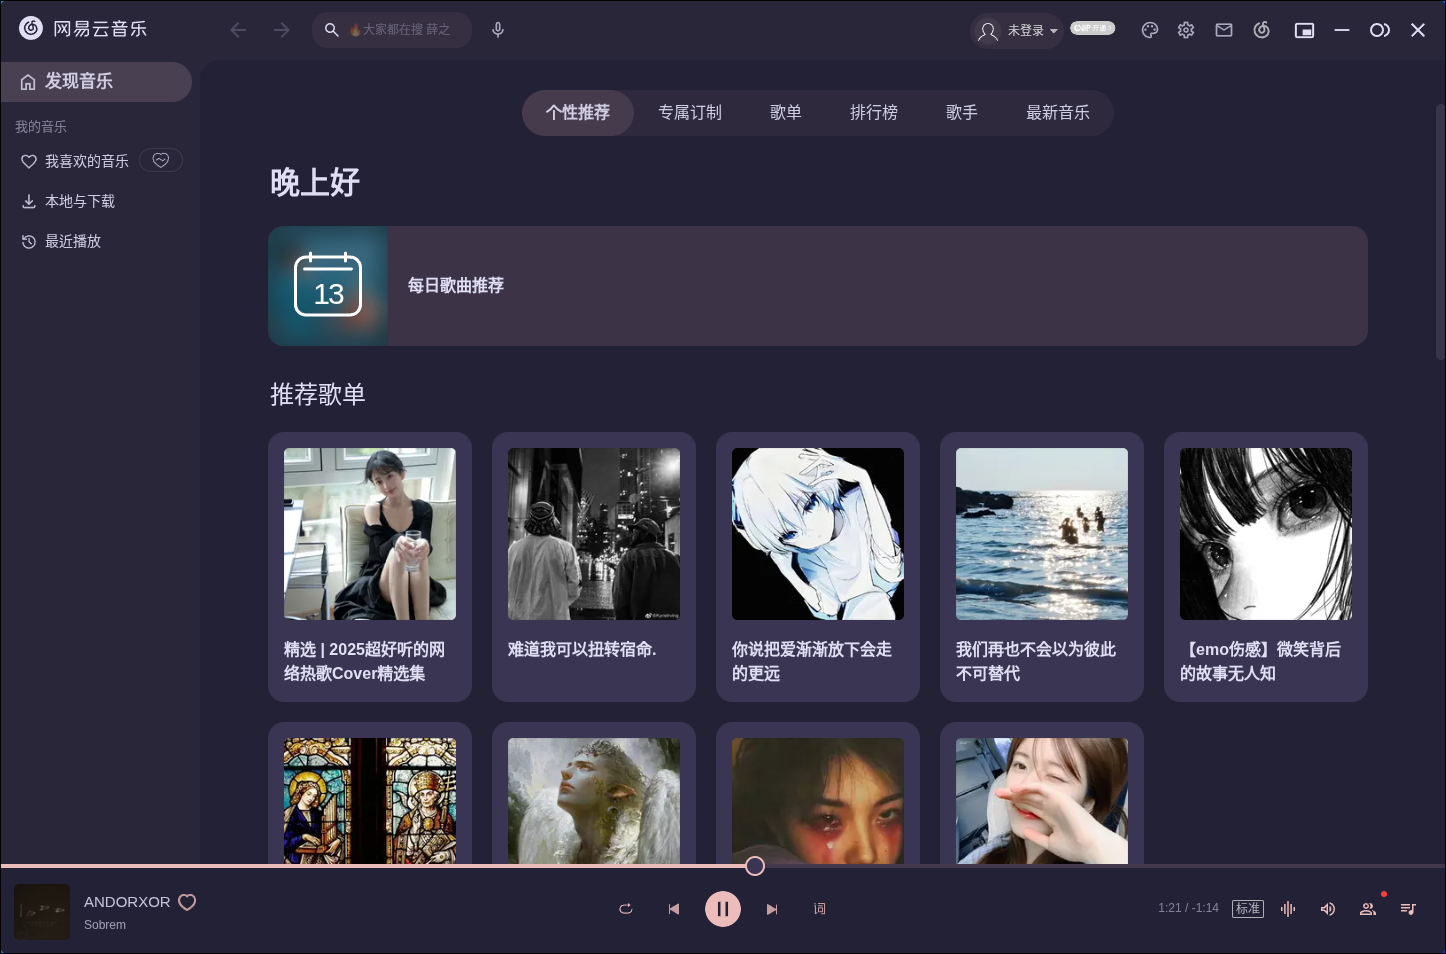 网易云音乐
大家都在搜 薛之
未登录
VIP 开通
发现音乐
我的音乐
我喜欢的音乐
本地与下载
最近播放
个性推荐
专属订制
歌单
排行榜
歌手
最新音乐
晚上好
13
每日歌曲推荐
推荐歌单
精选 | 2025超好听的网
络热歌Cover精选集
难道我可以扭转宿命.
你说把爱渐渐放下会走
的更远
我们再也不会以为彼此
不可替代
【emo伤感】微笑背后
的故事无人知
ANDORXOR
Sobrem
词
1:21 / -1:14
标准